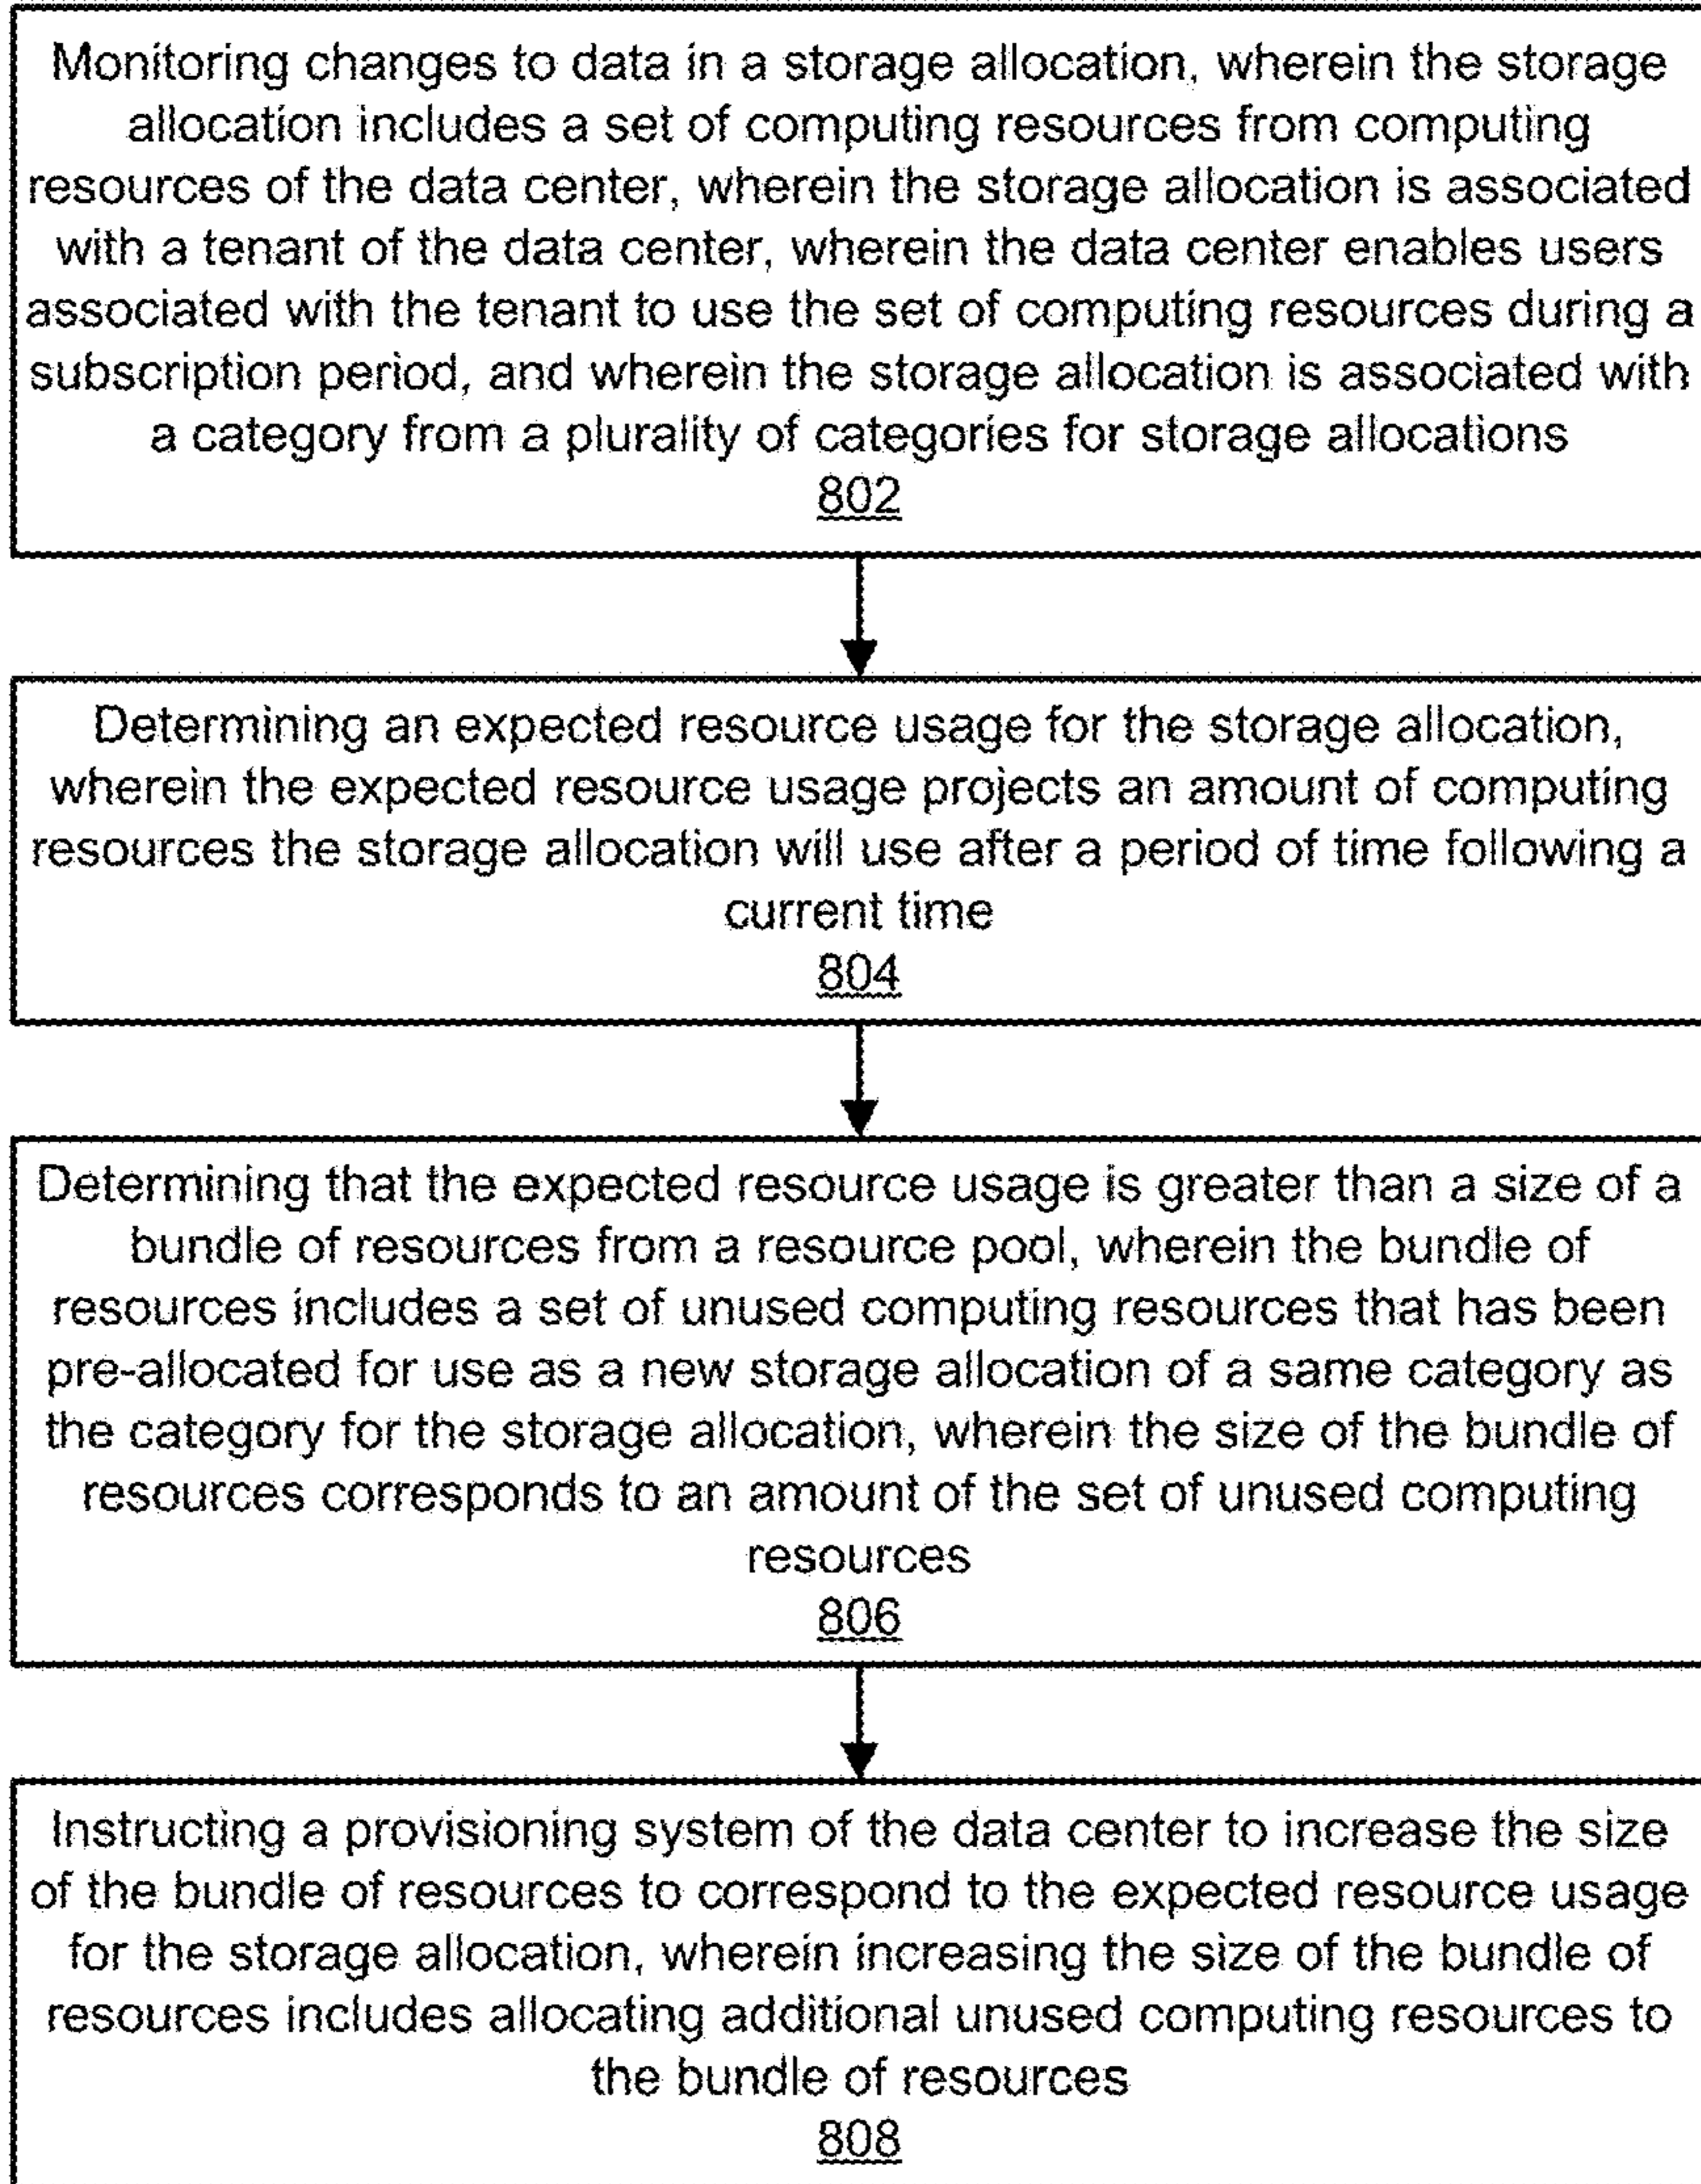 Monitoring changes to data in a storage allocation, wherein the storage
allocation includes a set of computing resources from computing
resources of the data center, wherein the storage allocation is associated
with a tenant of the data center, wherein the data center enables users
associated with the tenant to use the set of computing resources during a
subscription period, and wherein the storage allocation is associated with
a category from a plurality of categories for storage allocations
802
Determining an expected resource usage for the storage allocation,
wherein the expected resource usage projects an amount of computing
resources the storage allocation will use after a period of time following a
current time
804
Determining that the expected resource usage is greater than a size of a
bundle of resources from a resource pool, wherein the bundle of
resources includes a set of unused computing resources that has been
pre-allocated for use as a new storage allocation of a same category as
the category for the storage allocation, wherein the size of the bundle of
resources corresponds to an amount of the set of unused computing
resources
806
Instructing a provisioning system of the data center to increase the size
of the bundle of resources to correspond to the expected resource usage
for the storage allocation, wherein increasing the size of the bundle of
resources includes allocating additional unused computing resources to
the bundle of resources
808